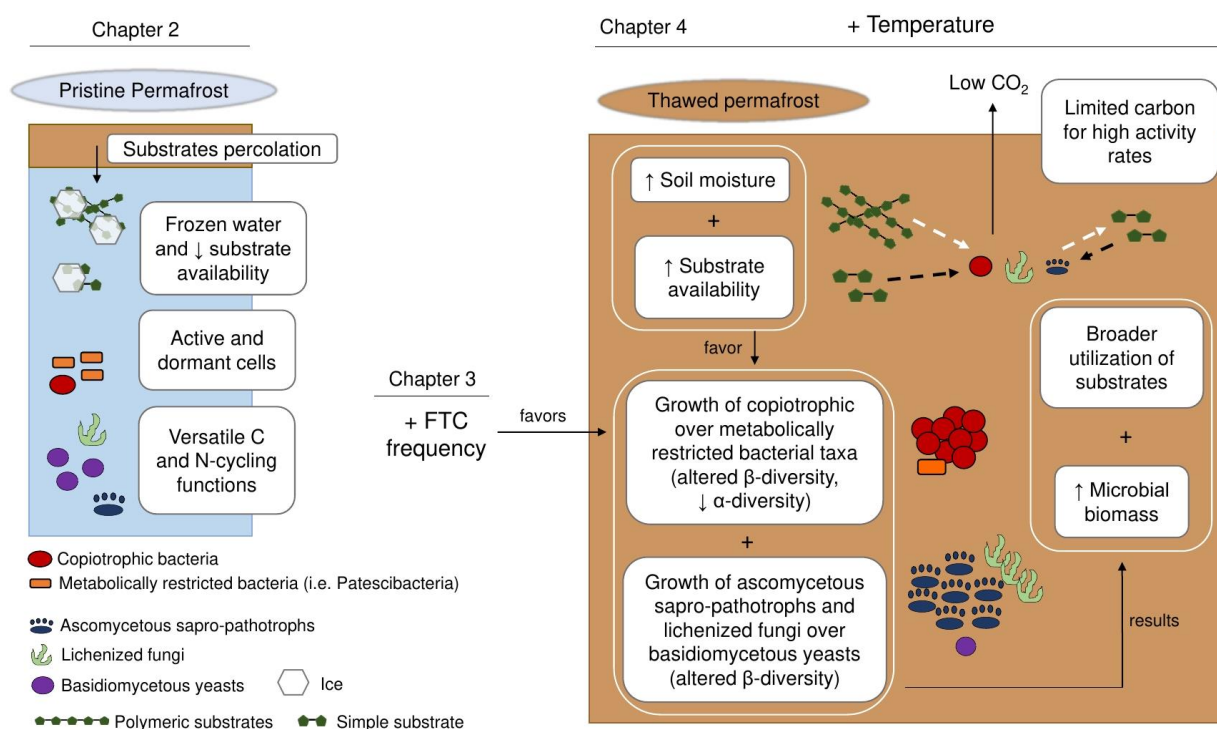 Chapter 2
Pristine Permafrost
Substrates percolation
Frozen water
and ↓ substrate
availability
Active and
dormant cells
Versatile C
and N-cycling
functions
Copiotrophic bacteria
Metabolically restricted bacteria (i.e. Patescibacteria)
Ascomycetous sapro-pathotrophs
Lichenized fungi
Basidiomycetous yeasts
Ice
Polymeric substrates
Simple substrate
Chapter 3
+ FTC
frequency
favors
Chapter 4
+ Temperature
Thawed permafrost
Low CO₂
Limited carbon
for high activity
rates
↑ Soil moisture
+
↑ Substrate
availability
favor
Growth of copiotrophic
over metabolically
restricted bacterial taxa
(altered β-diversity,
↓ α-diversity)
+
Growth of ascomycetous
sapro-pathotrophs and
lichenized fungi over
basidiomycetous yeasts
(altered β-diversity)
Broader
utilization of
substrates
+
↑ Microbial
biomass
results